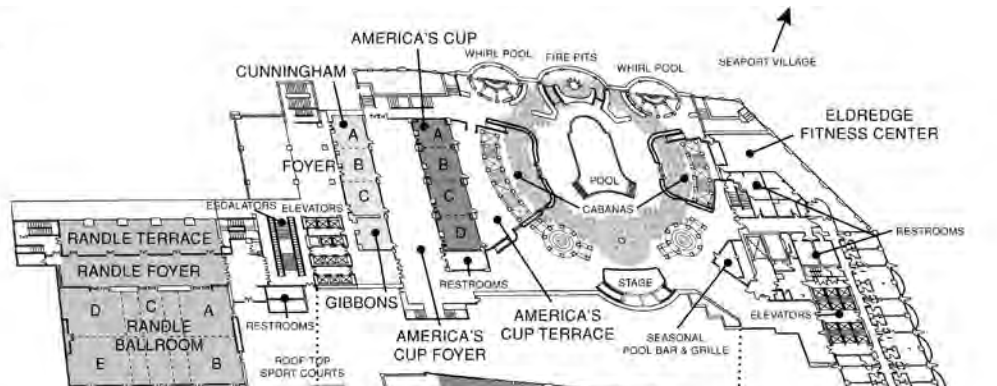 AMERICA'S CUP
WHIRL POOL
FIRE PITS
WHIRL POOL
SEAPORT VILLAGE
CUNNINGHAM
ELDREDGE
FITNESS CENTER
A
B
C
FOYER
A
B
C
D
POOL
CABANAS
ESCALATORS
ELEVATORS
RESTROOMS
RANDLE TERRACE
RANDLE FOYER
D
C
A
RANDLE
BALLROOM
E
B
RESTROOMS
GIBBONS
RESTROOMS
STAGE
ELEVATORS
AMERICA'S
CUP FOYER
AMERICA'S
CUP TERRACE
SEASONAL
POOL BAR & GRILLE
ROOF TOP
SPORT COURTS